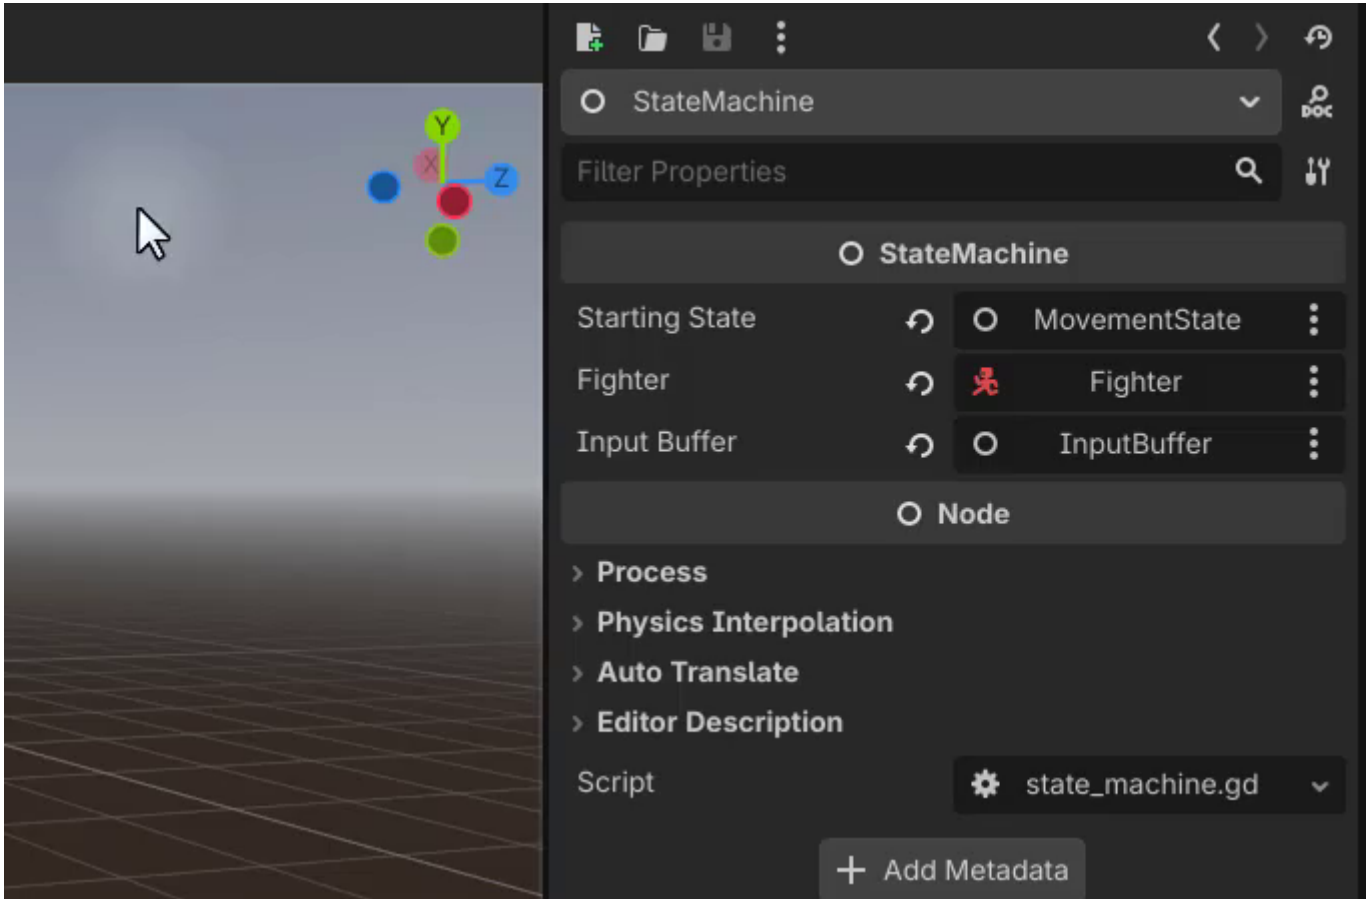 StateMachine
DOC
Filter Properties
Y
X
Z
StateMachine
Starting State MovementState
Fighter Fighter
Input Buffer InputBuffer
Node
Process
Physics Interpolation
Auto Translate
Editor Description
Script state_machine.gd
Add Metadata